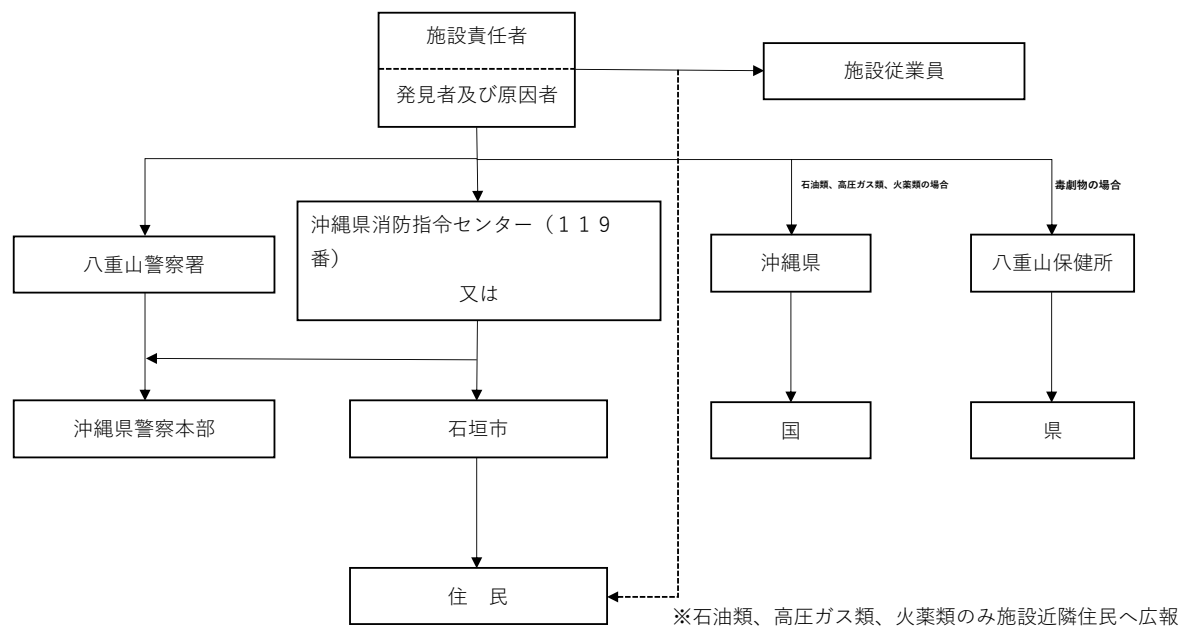 施設責任者
発見者及び原因者
施設従業員
石油類、高圧ガス類、火薬類の場合
毒劇物の場合
八重山警察署
沖縄県消防指令センター（１１９
番）
又は
沖縄県
八重山保健所
沖縄県警察本部
石垣市
国
県
住　民
※石油類、高圧ガス類、火薬類のみ施設近隣住民へ広報